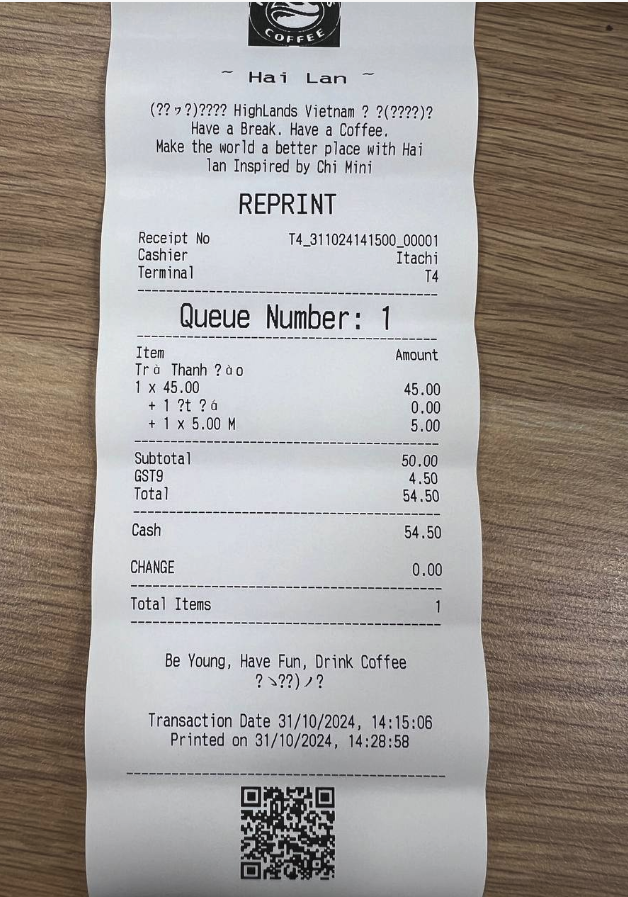 COFFEE
~ Hai Lan ~
(?? ッ?)???? HighLands Vietnam ? ?(????)?
Have a Break. Have a Coffee.
Make the world a better place with Hai
lan Inspired by Chi Mini
REPRINT
Receipt No T4_311024141500_00001
Cashier Itachi
Terminal T4
Queue Number: 1
Item Amount
Trà Thanh ?ào
1 x 45.00 45.00
+ 1 ?t ?á 0.00
+ 1 x 5.00 M 5.00
Subtotal 50.00
GST9 4.50
Total 54.50
Cash 54.50
CHANGE 0.00
Total Items 1
Be Young, Have Fun, Drink Coffee
?ヽ??)ノ?
Transaction Date 31/10/2024, 14:15:06
Printed on 31/10/2024, 14:28:58